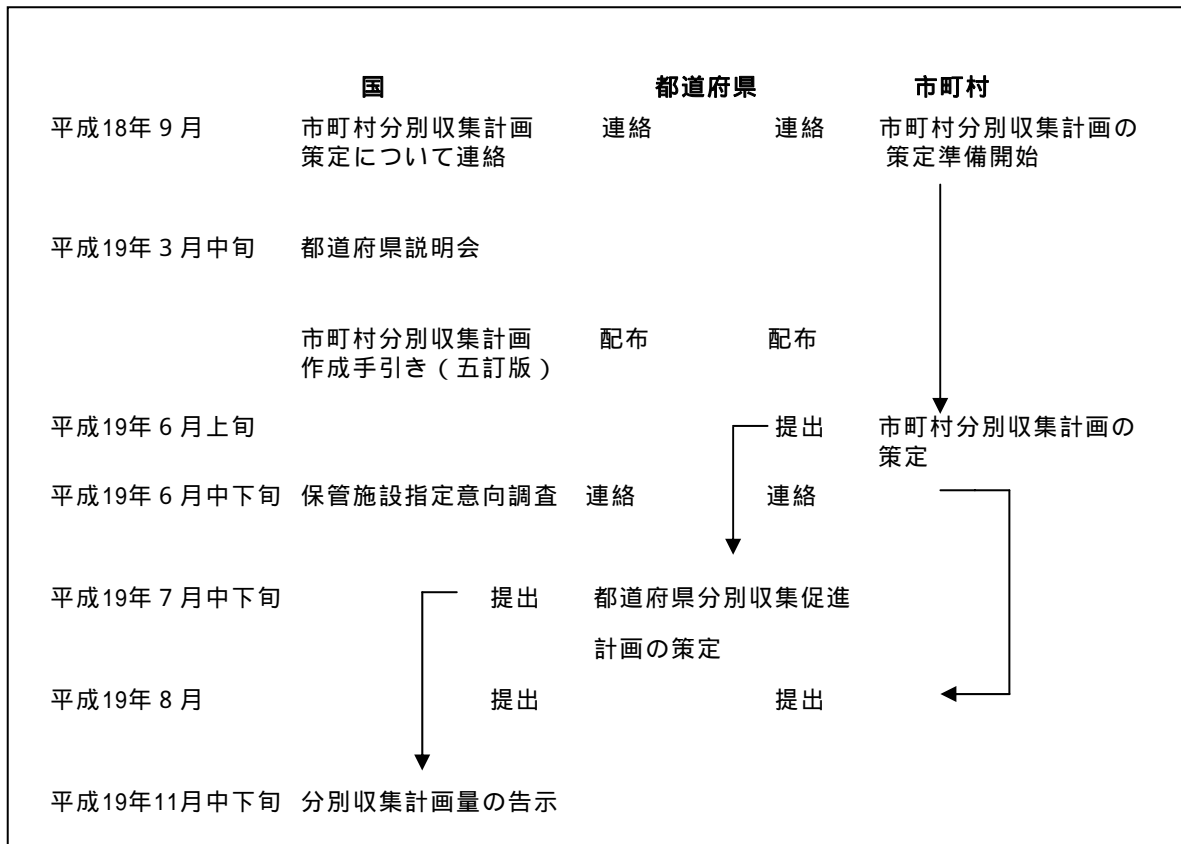 国 都道府県 市町村
平成18年9月 市町村分別収集計画 連絡 連絡 市町村分別収集計画の
策定について連絡 策定準備開始
平成19年3月中旬 都道府県説明会
市町村分別収集計画 配布 配布
作成手引き(五訂版)
平成19年6月上旬 提出 市町村分別収集計画の
策定
平成19年6月中下旬 保管施設指定意向調査 連絡 連絡
平成19年7月中下旬 提出 都道府県分別収集促進
計画の策定
平成19年8月 提出 提出
平成19年11月中下旬 分別収集計画量の告示